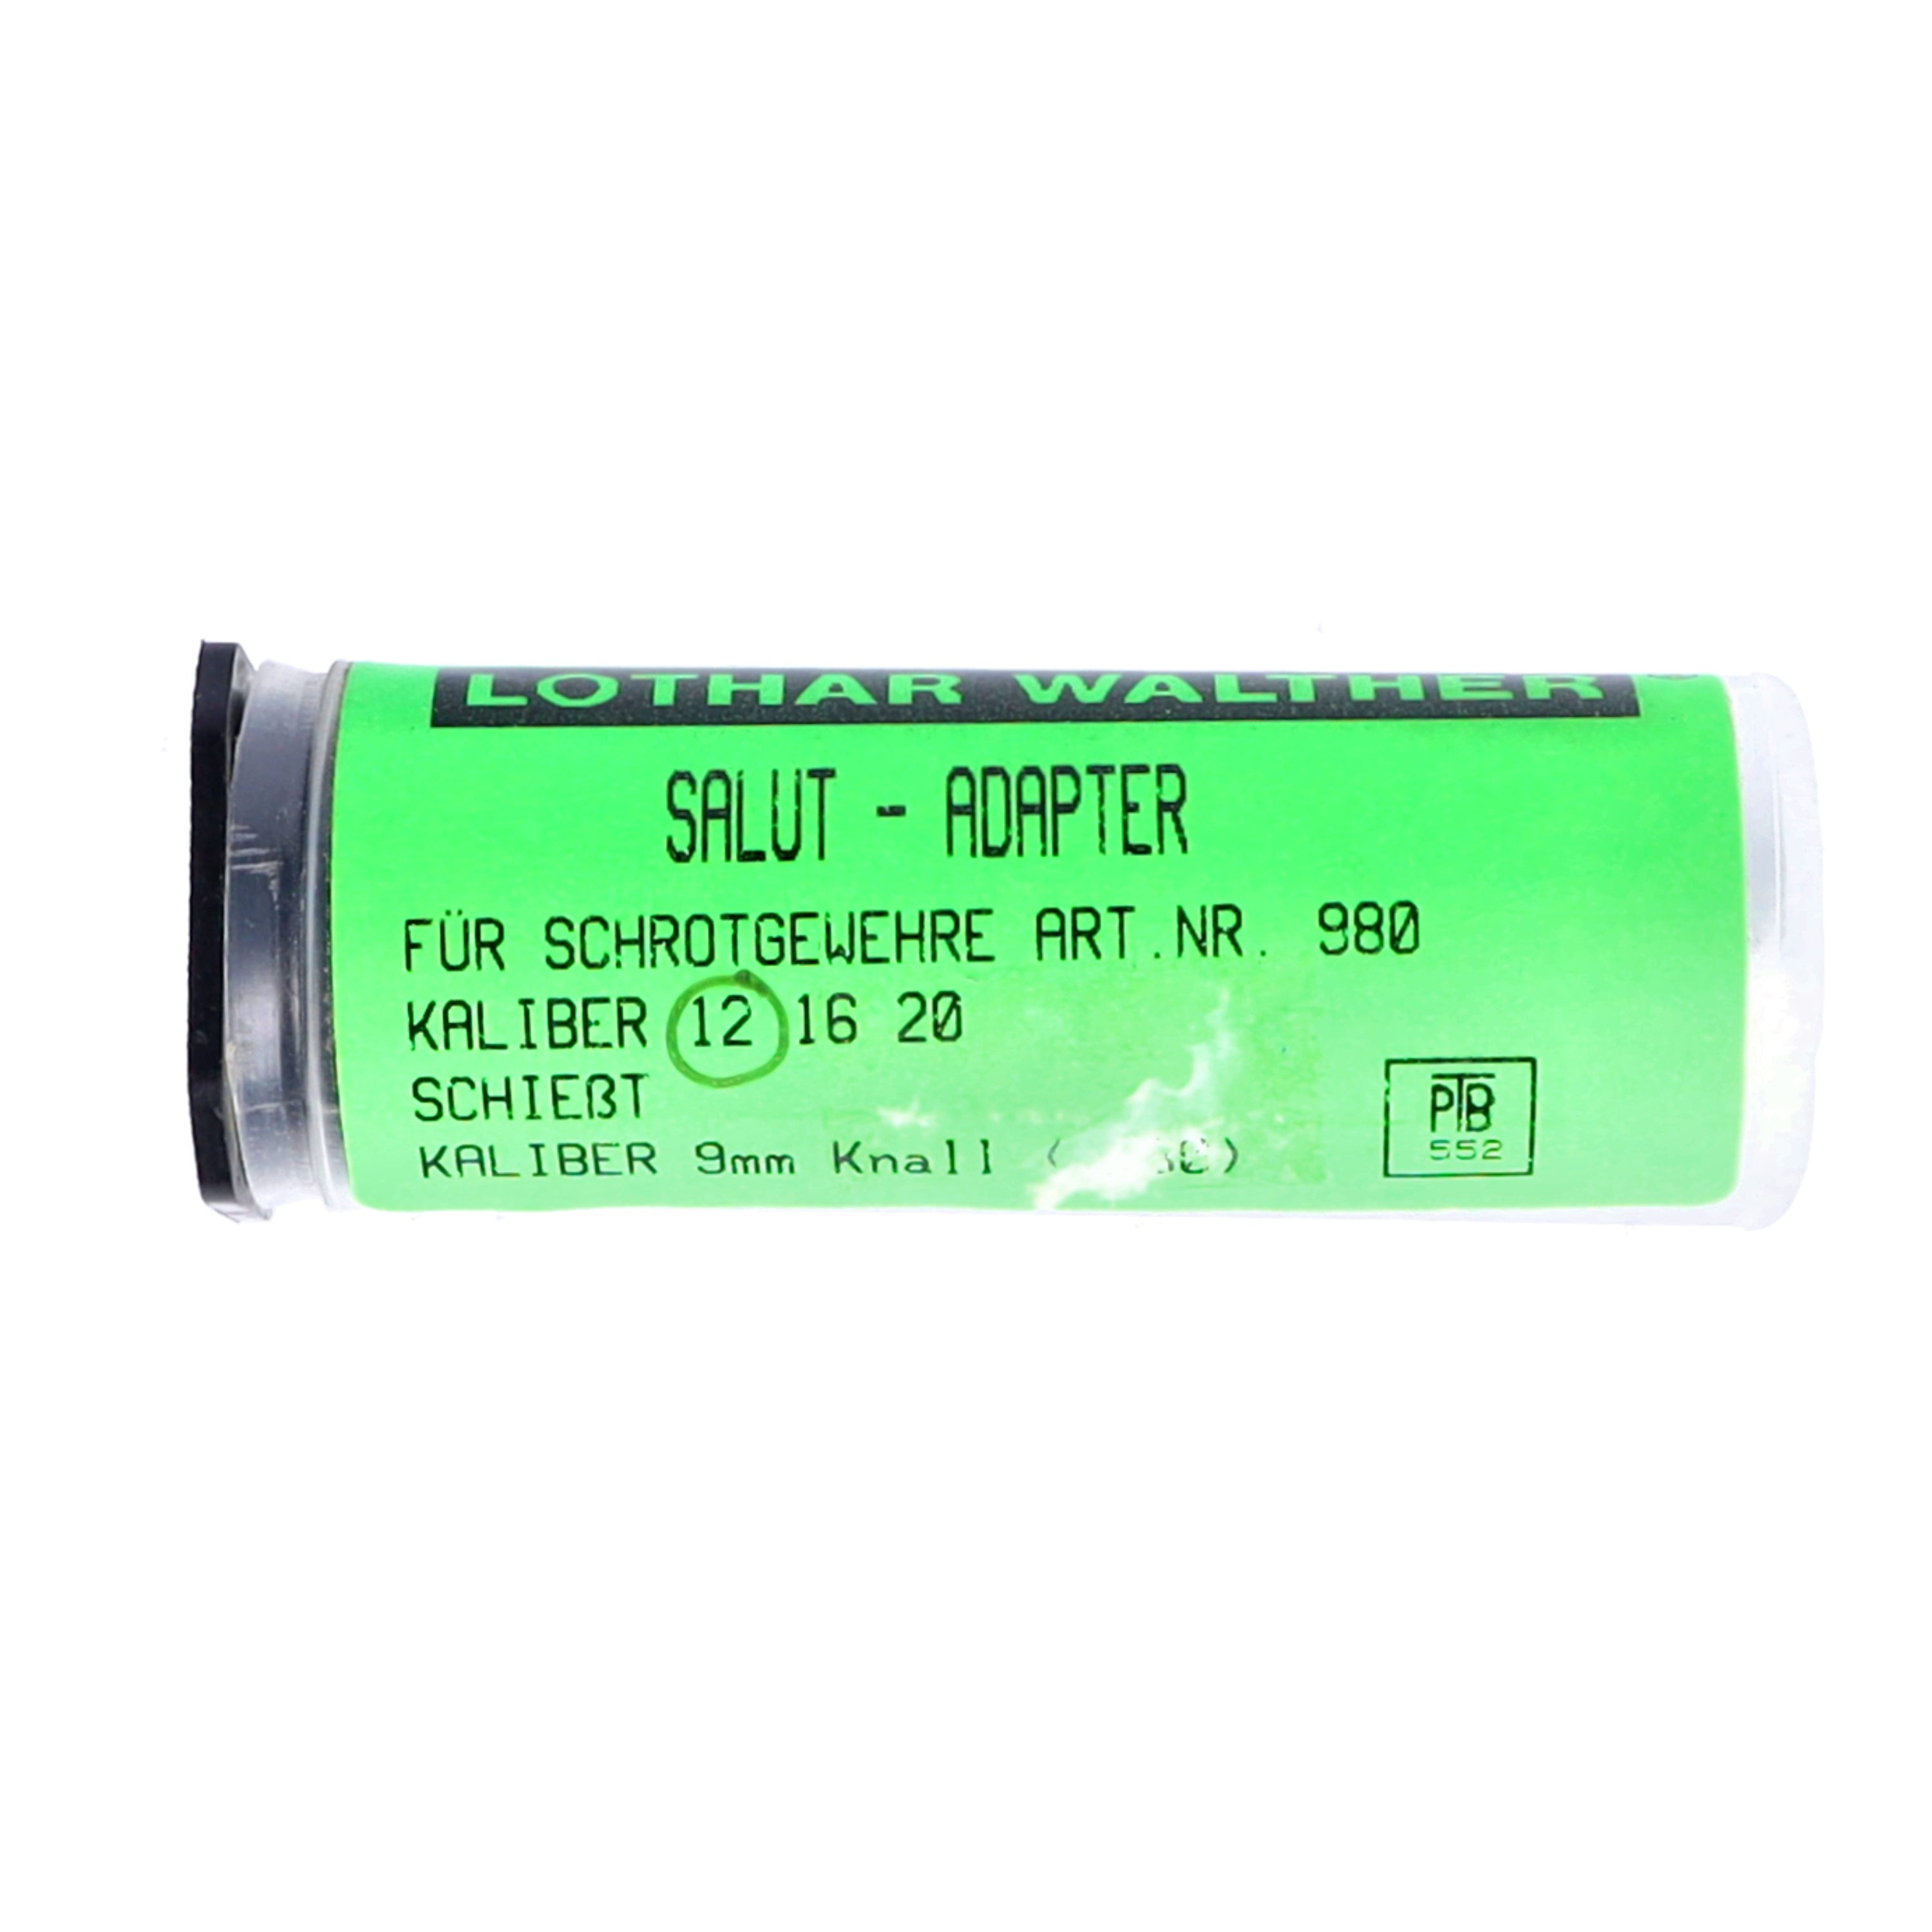 LOTHAR WALTHER
SALUT - ADAPTER
FÜR SCHROTGEWEHRE ART.NR. 980
KALIBER 12 16 20
SCHIEßT
KALIBER 9mm Knall
PTB
552